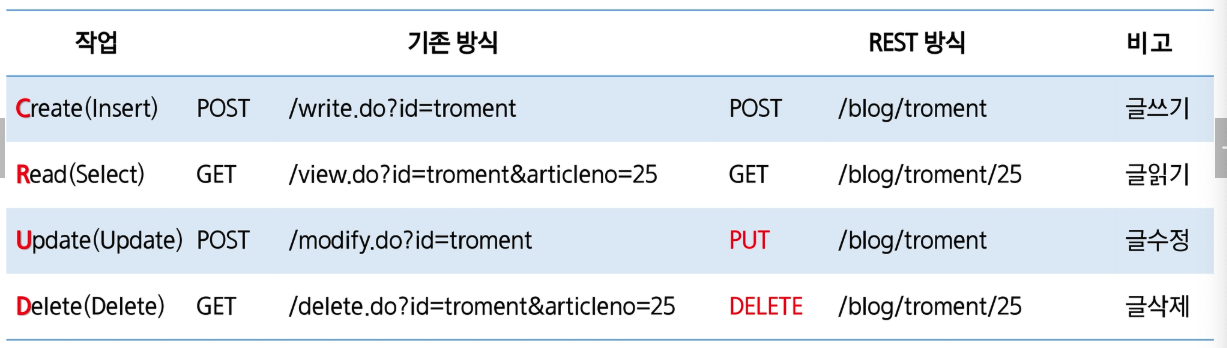 작업 기존 방식 REST 방식 비고
Create(Insert) POST /write.do?id=troment POST /blog/troment 글쓰기
Read(Select) GET /view.do?id=troment&articleno=25 GET /blog/troment/25 글읽기
Update(Update) POST /modify.do?id=troment PUT /blog/troment 글수정
Delete(Delete) GET /delete.do?id=troment&articleno=25 DELETE /blog/troment/25 글삭제